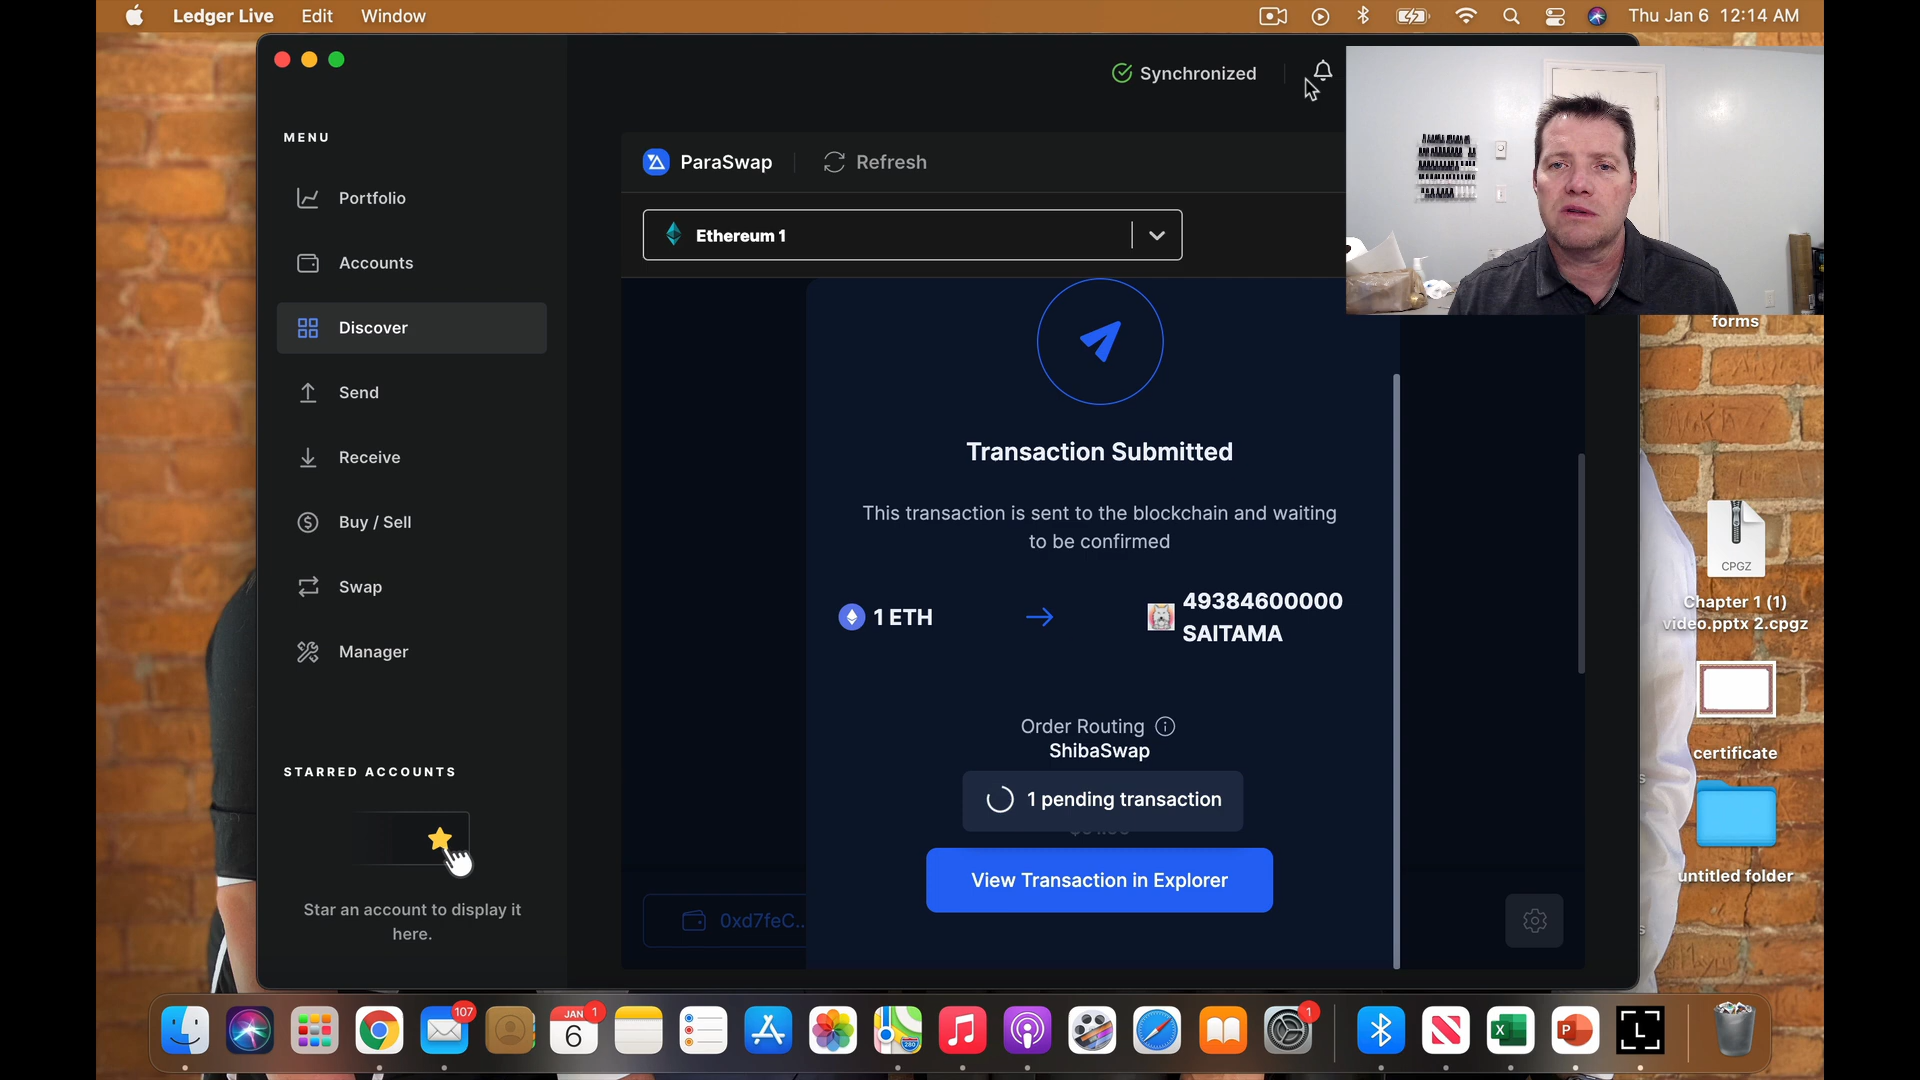 Ledger Live Edit Window
Thu Jan 6 12:14 AM
Synchronized
MENU
Portfolio
Accounts
Discover
Send
Receive
Buy / Sell
Swap
Manager
STARRED ACCOUNTS
Star an account to display it
here.
ParaSwap
Refresh
Ethereum 1
Transaction Submitted
This transaction is sent to the blockchain and waiting
to be confirmed
1 ETH
49384600000
SAITAMA
Order Routing
ShibaSwap
1 pending transaction
View Transaction in Explorer
0xd7feC...
forms
CPGZ
Chapter 1 (1)
video.pptx 2.cpgz
certificate
untitled folder
107
JAN
6
1
280
1
X
P
L